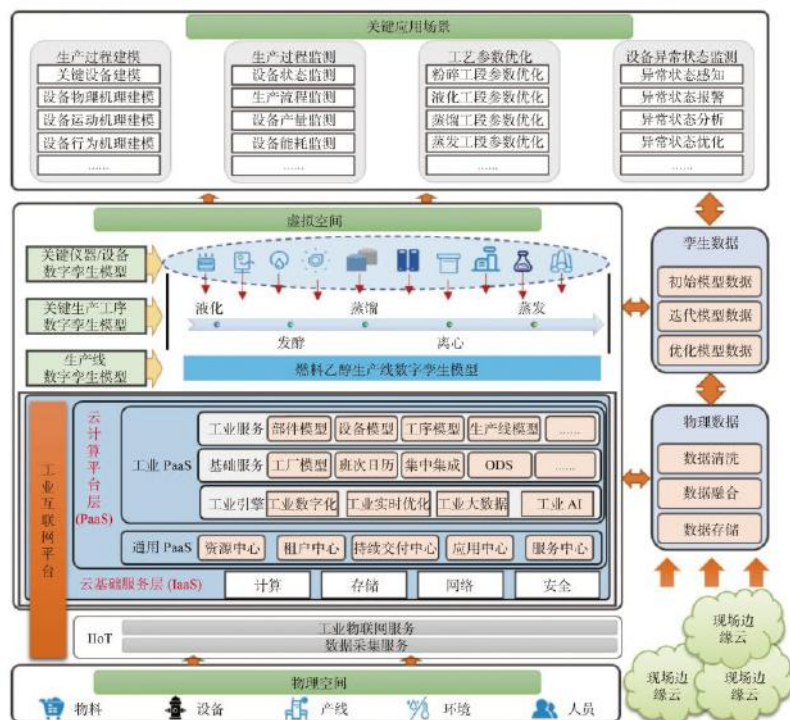 关键应用场景
生产过程建模
关键设备建模
设备物理机理建模
设备运动机理建模
设备行为机理建模
……
生产过程监测
设备状态监测
生产流程监测
设备产量监测
设备能耗监测
……
工艺参数优化
粉碎工段参数优化
液化工段参数优化
蒸馏工段参数优化
蒸发工段参数优化
……
设备异常状态监测
异常状态感知
异常状态报警
异常状态分析
异常状态优化
……
虚拟空间
关键仪器/设备
数字孪生模型
关键生产工序
数字孪生模型
生产线
数字孪生模型
液化
蒸馏
蒸发
发酵
离心
燃料乙醇生产线数字孪生模型
孪生数据
初始模型数据
迭代模型数据
优化模型数据
工业互联网平台
云计算平台层
(PaaS)
工业 PaaS
工业服务
部件模型
设备模型
工序模型
生产线模型
……
基础服务
工厂模型
班次日历
集中集成
ODS
……
工业引擎
工业数字化
工业实时优化
工业大数据
工业 AI
通用 PaaS
资源中心
租户中心
持续交付中心
应用中心
服务中心
云基础服务层 (IaaS)
计算
存储
网络
安全
物理数据
数据清洗
数据融合
数据存储
IIoT
工业物联网服务
数据采集服务
现场边
缘云
现场边
缘云
现场边
缘云
物理空间
物料
设备
产线
环境
人员